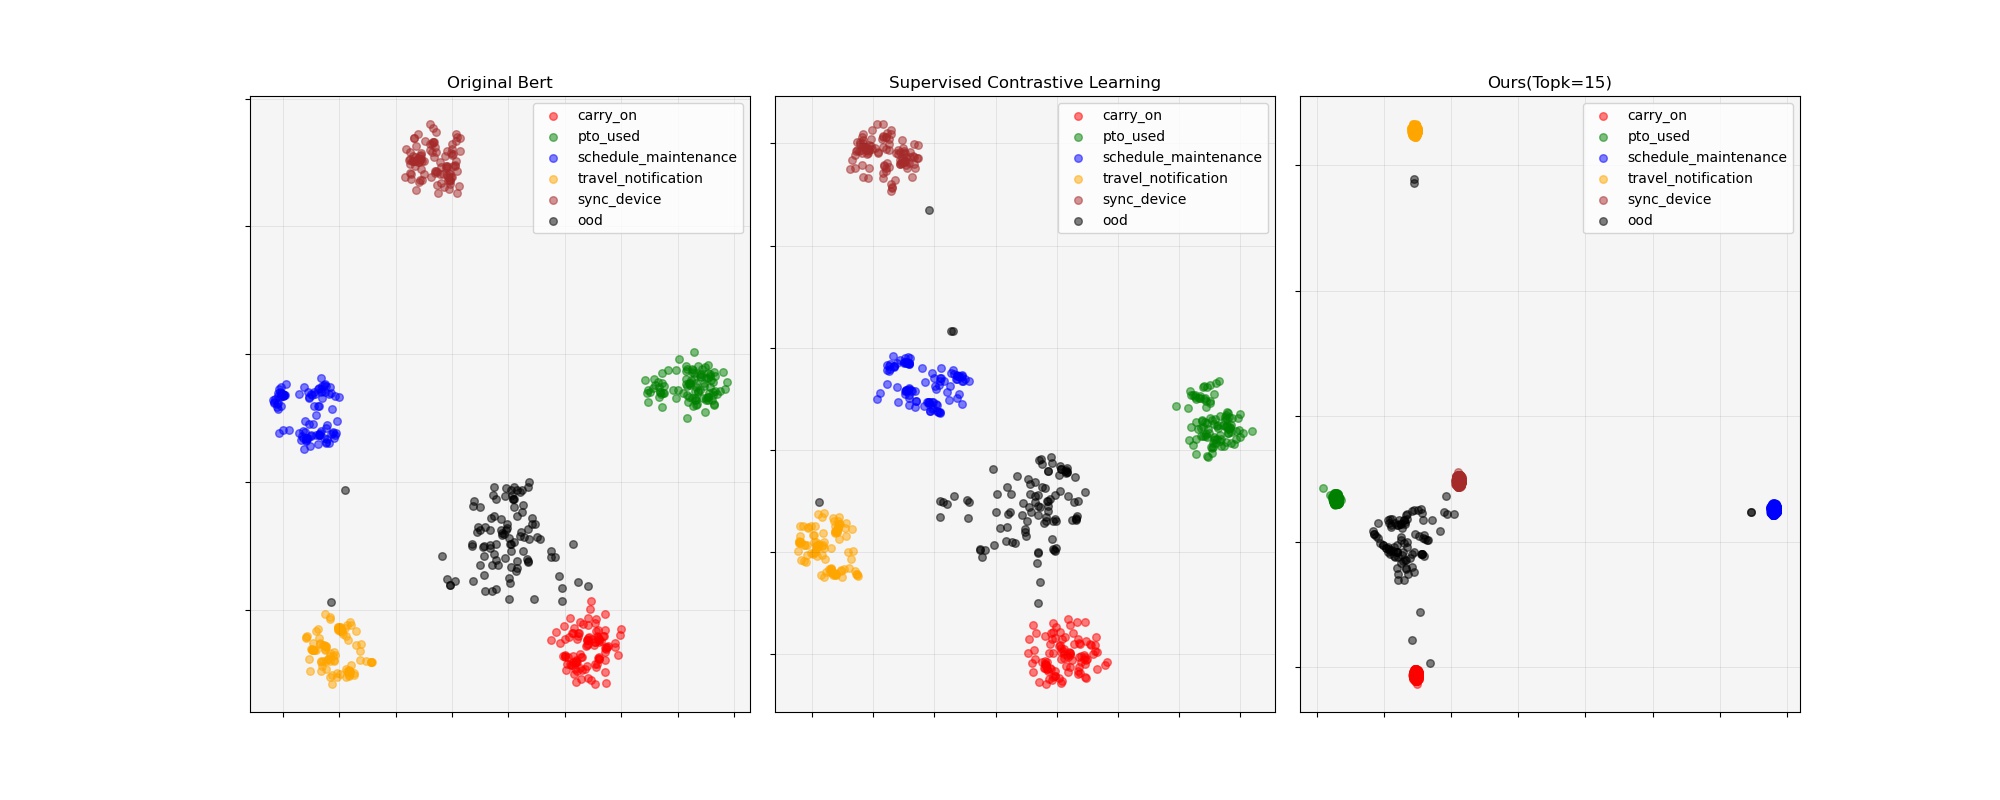 Original Bert
carry_on
pto_used
schedule_maintenance
travel_notification
sync_device
ood
Supervised Contrastive Learning
carry_on
pto_used
schedule_maintenance
travel_notification
sync_device
ood
Ours(Topk=15)
carry_on
pto_used
schedule_maintenance
travel_notification
sync_device
ood